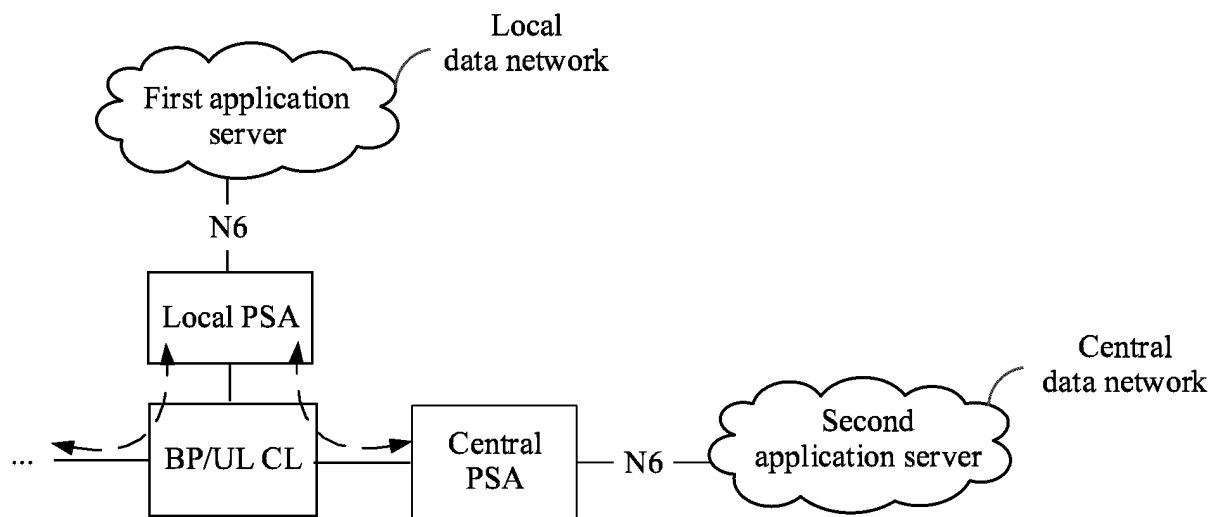 Local
data network
First application
server
N6
Local PSA
Central
data network
...
BP/UL CL
Central
PSA
N6
Second
application server